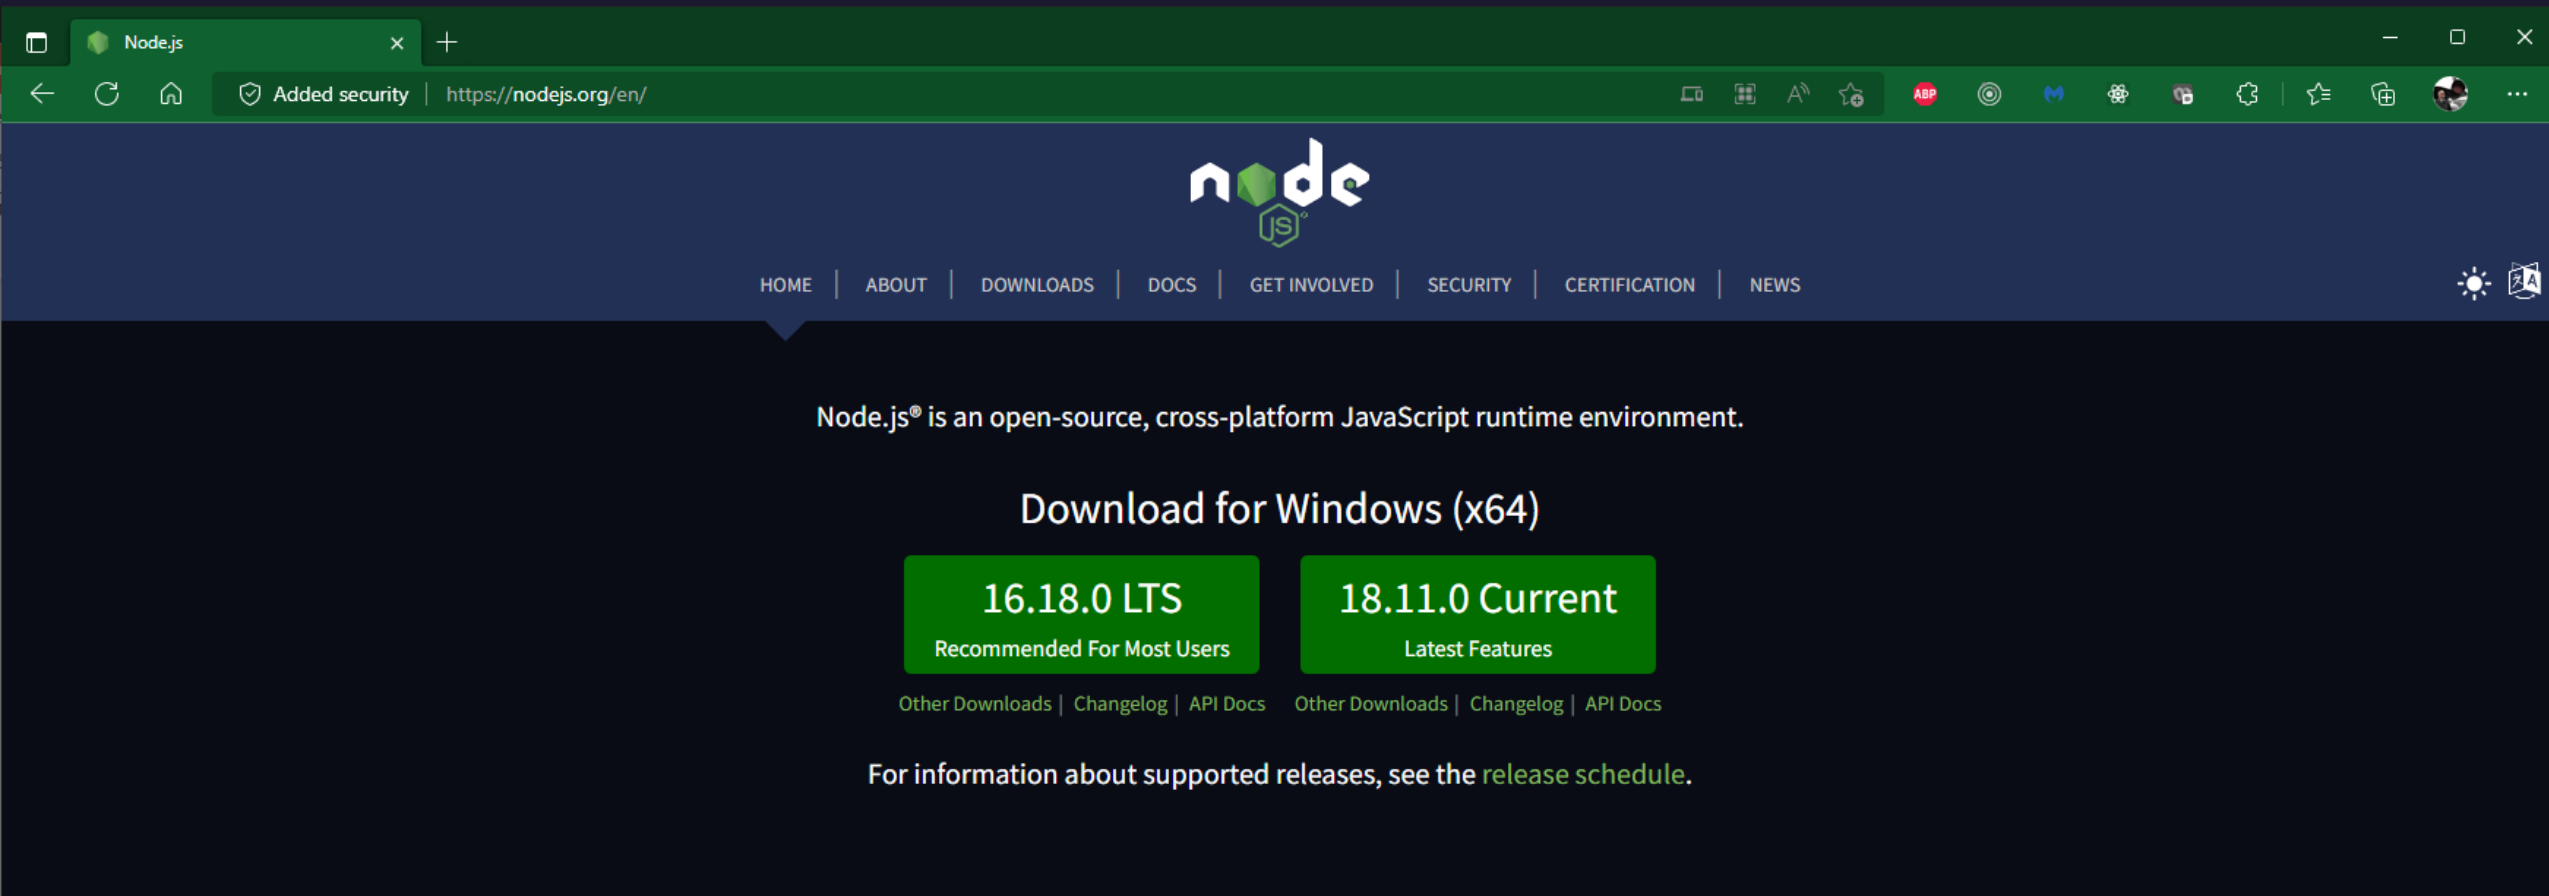 Node.js
Added security | https://nodejs.org/en/
ABP
node
JS
HOME | ABOUT | DOWNLOADS | DOCS | GET INVOLVED | SECURITY | CERTIFICATION | NEWS
Node.js® is an open-source, cross-platform JavaScript runtime environment.
Download for Windows (x64)
16.18.0 LTS
Recommended For Most Users
18.11.0 Current
Latest Features
Other Downloads | Changelog | API Docs
Other Downloads | Changelog | API Docs
For information about supported releases, see the release schedule.